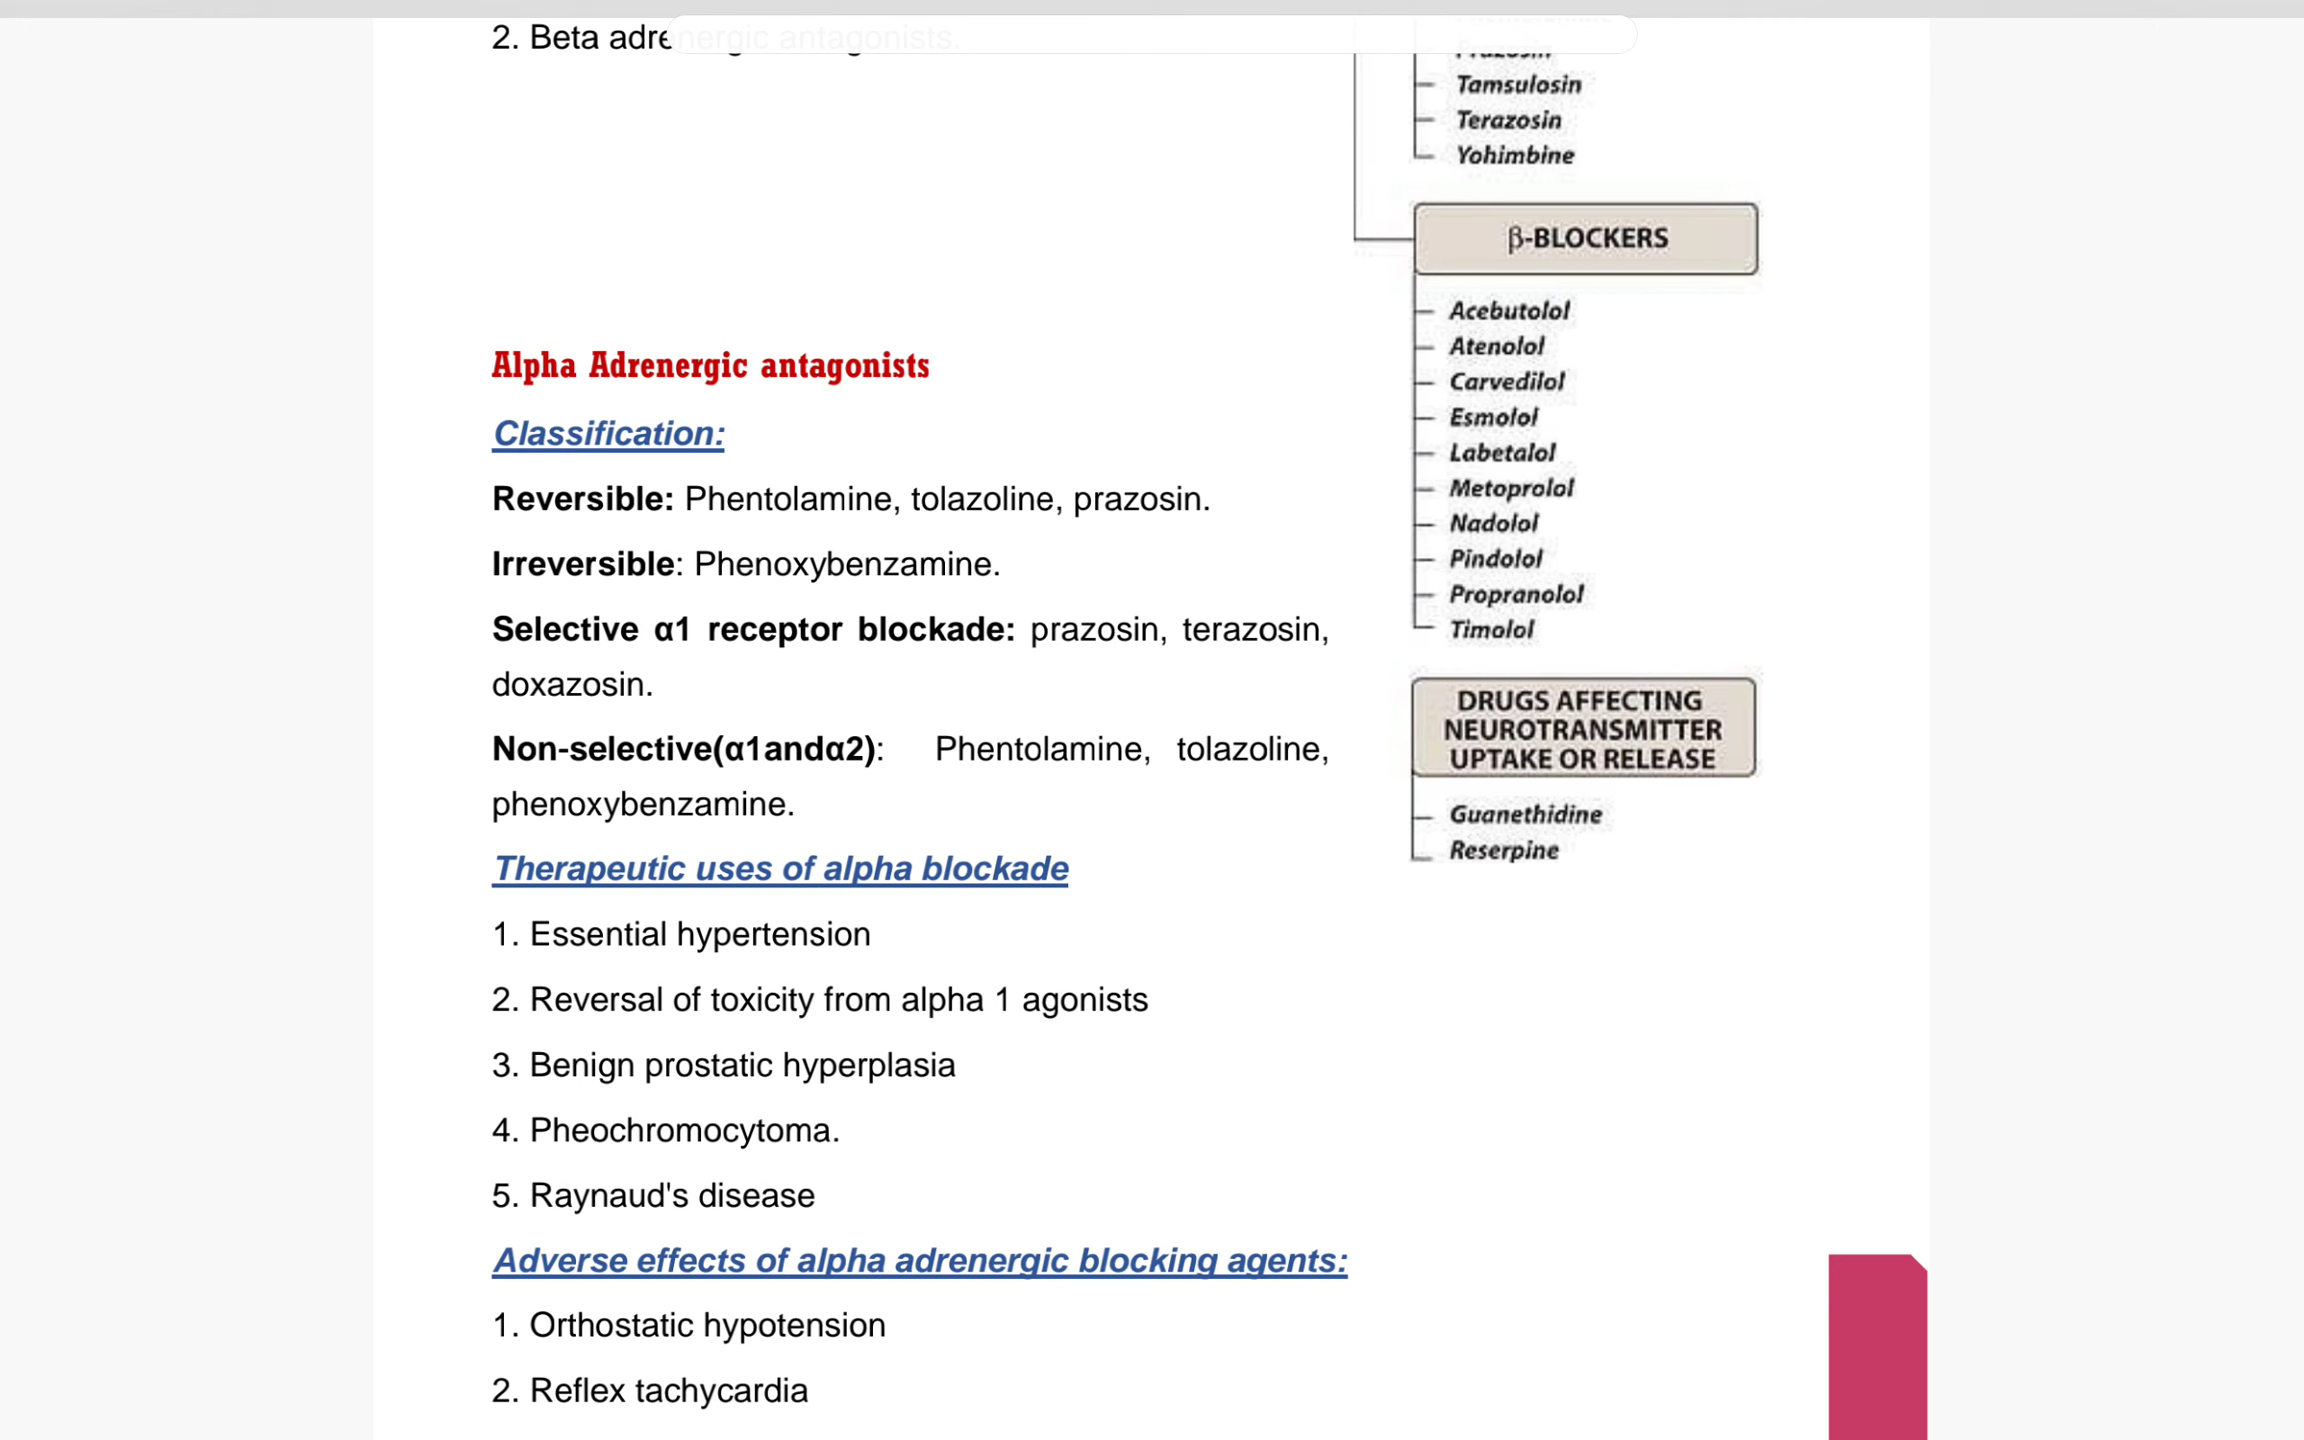 2. Beta adrenergic antagonists.
Prazosin
Tamsulosin
Terazosin
Yohimbine
β-BLOCKERS
Acebutolol
Atenolol
Carvedilol
Esmolol
Labetalol
Metoprolol
Nadolol
Pindolol
Propranolol
Timolol
DRUGS AFFECTING
NEUROTRANSMITTER
UPTAKE OR RELEASE
Guanethidine
Reserpine
Alpha Adrenergic antagonists
Classification:
Reversible: Phentolamine, tolazoline, prazosin.
Irreversible: Phenoxybenzamine.
Selective α1 receptor blockade: prazosin, terazosin,
doxazosin.
Non-selective(α1andα2): Phentolamine, tolazoline,
phenoxybenzamine.
Therapeutic uses of alpha blockade
1. Essential hypertension
2. Reversal of toxicity from alpha 1 agonists
3. Benign prostatic hyperplasia
4. Pheochromocytoma.
5. Raynaud's disease
Adverse effects of alpha adrenergic blocking agents:
1. Orthostatic hypotension
2. Reflex tachycardia